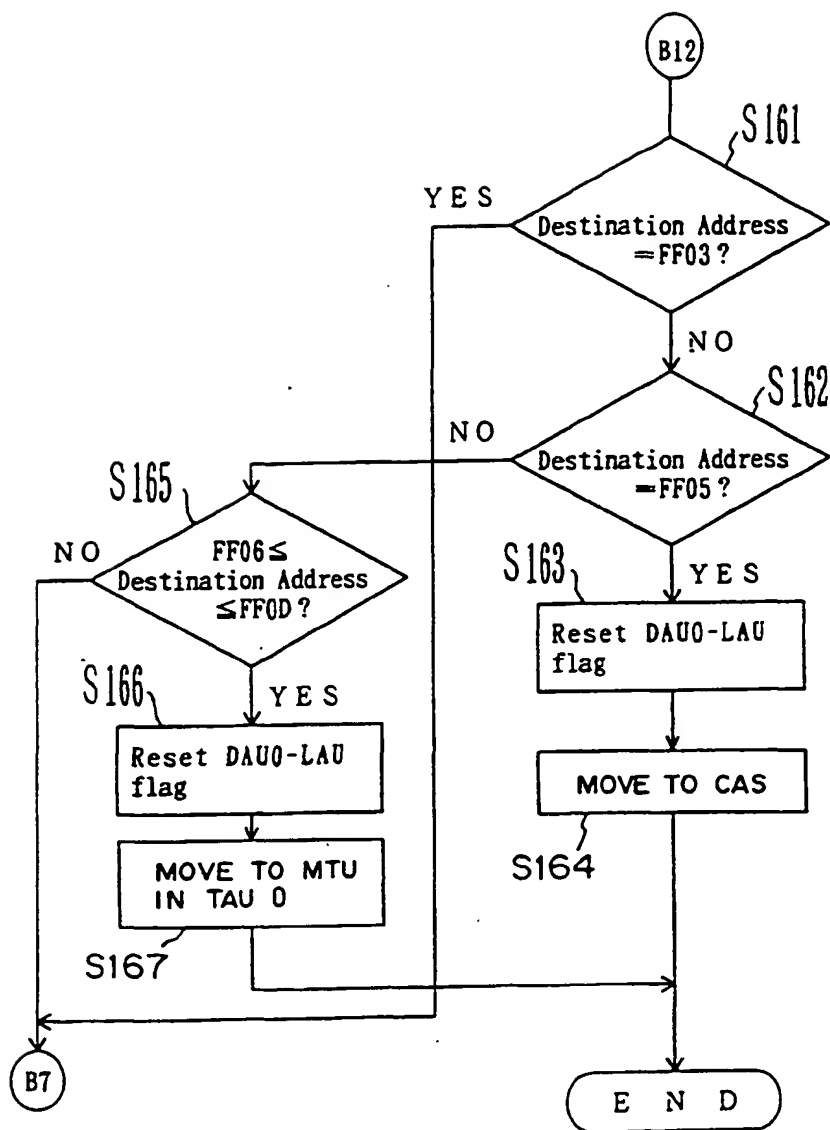 B12
S161
YES
Destination Address
=FF03?
NO
S162
NO
Destination Address
=FF05?
S165
NO
FF06≦
Destination Address
≦FF0D?
S163
YES
Reset DAU0-LAU
flag
S166
YES
Reset DAU0-LAU
flag
MOVE TO CAS
S164
MOVE TO MTU
IN TAU 0
S167
B7
E N D